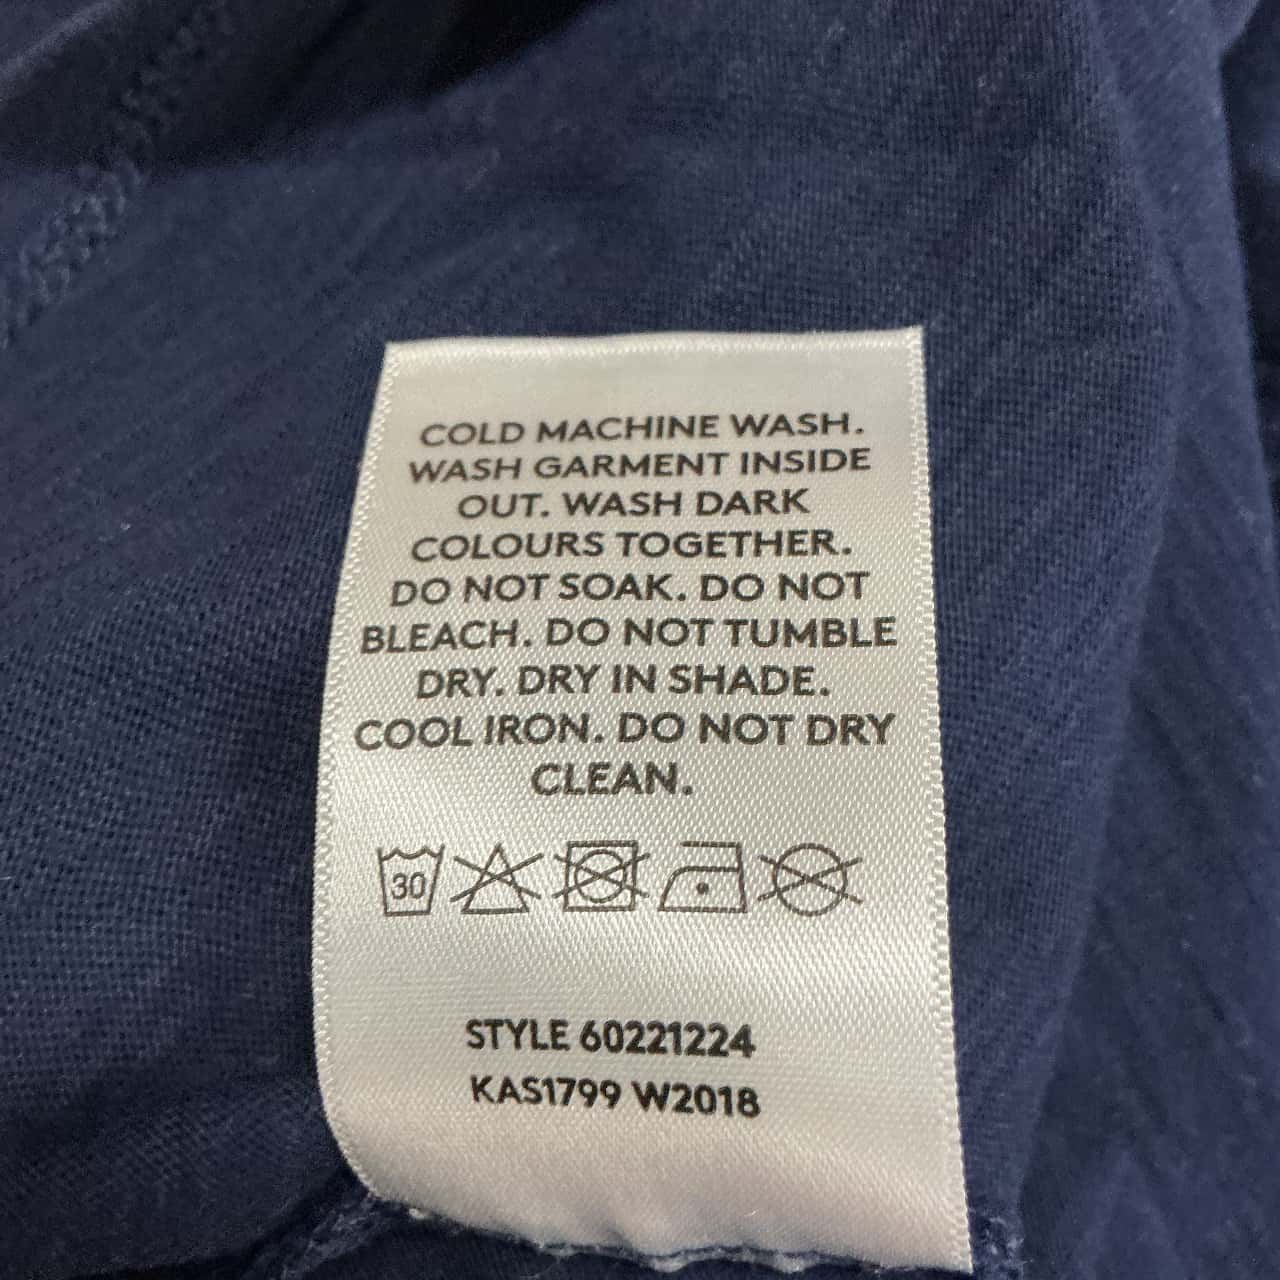 COLD MACHINE WASH.
WASH GARMENT INSIDE
OUT. WASH DARK
COLOURS TOGETHER.
DO NOT SOAK. DO NOT
BLEACH. DO NOT TUMBLE
DRY. DRY IN SHADE.
COOL IRON. DO NOT DRY
CLEAN.
30
STYLE 60221224
KAS1799 W2018